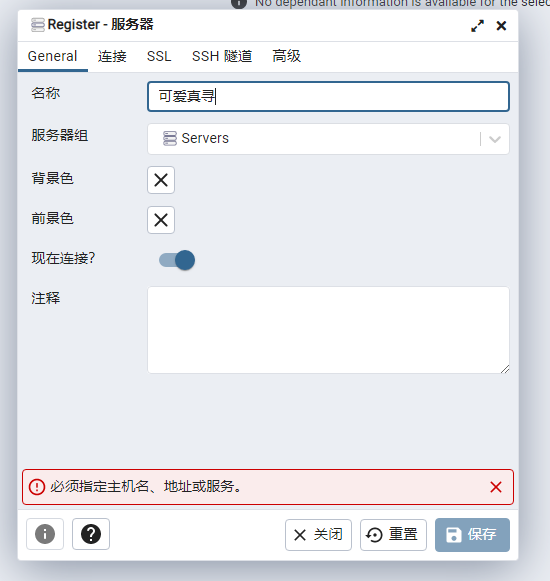 No dependant information is available for the selec
Register - 服务器
General 连接 SSL SSH 隧道 高级
名称 可爱真寻
服务器组 Servers
背景色
前景色
现在连接?
注释
必须指定主机名、地址或服务。
关闭 重置 保存